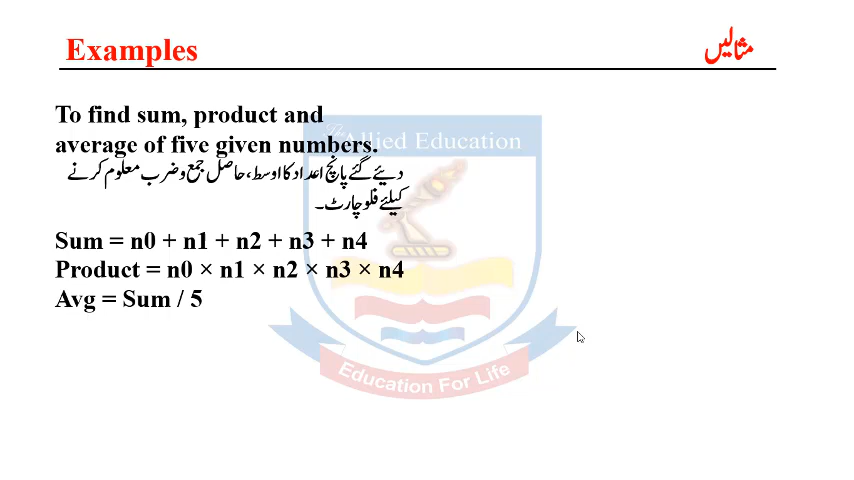 Examples
مثالیں
To find sum, product and
average of five given numbers.
دیئے گئے پانچ اعداد کا اوسط، حاصل جمع و ضرب معلوم کرنے
کیلئے فلو چارٹ۔
Sum = n0 + n1 + n2 + n3 + n4
Product = n0 × n1 × n2 × n3 × n4
Avg = Sum / 5
The Allied Education
Education For Life